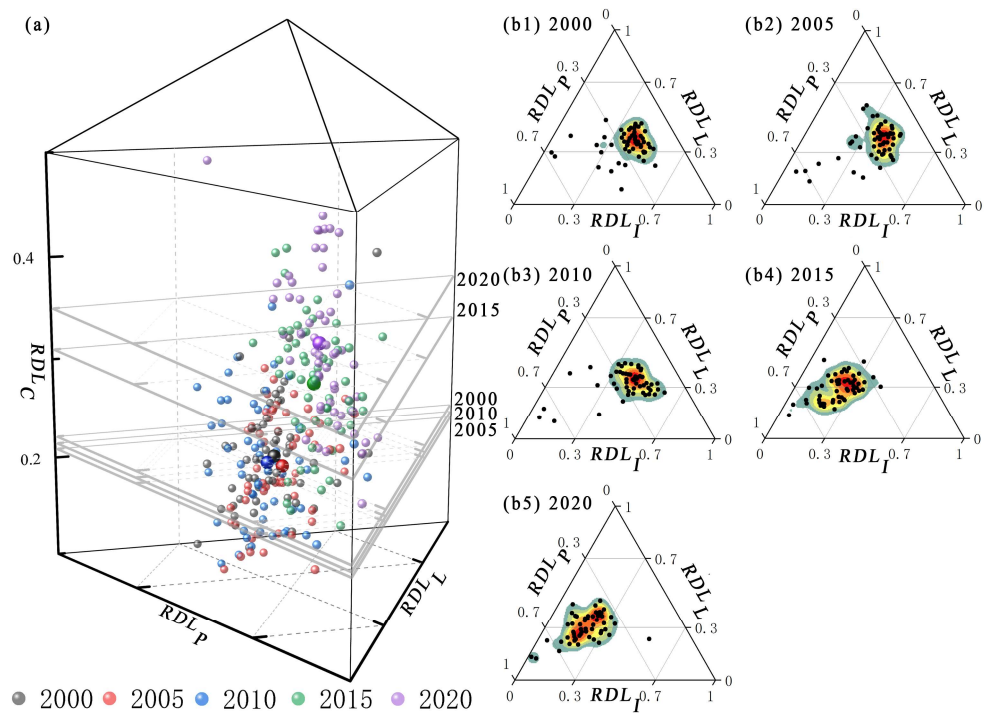 (a)
0.4
0.2
RDL C
2020
2015
2000
2010
2005
RDL P
RDL L
2000 2005 2010 2015 2020
(b1) 2000
0
1
0.3
0.7
RDL P
RDL L
0.7
0.3
1
0
0 0.3 RDL I 0.7 1
(b2) 2005
0
1
0.3
0.7
RDL P
RDL L
0.7
0.3
1
0
0 0.3 RDL I 0.7 1
(b3) 2010
0
1
0.3
0.7
RDL P
RDL L
0.7
0.3
1
0
0 0.3 RDL I 0.7 1
(b4) 2015
0
1
0.3
0.7
RDL P
RDL L
0.7
0.3
1
0
0 0.3 RDL I 0.7 1
(b5) 2020
0
1
0.3
0.7
RDL P
RDL L
0.7
0.3
1
0
0 0.3 RDL I 0.7 1